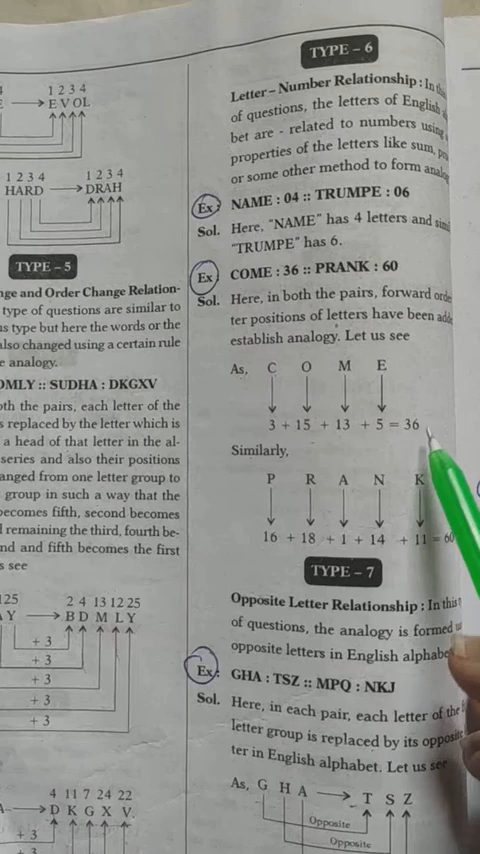 1 2 3 4
→ E V O L
1 2 3 4 1 2 3 4
HARD → DRAH
TYPE – 5
nge and Order Change Relation-
type of questions are similar to
us type but here the words or the
also changed using a certain rule
e analogy.
OMLY :: SUDHA : DKGXV
oth the pairs, each letter of the
s replaced by the letter which is
a head of that letter in the al-
series and also their positions
anged from one letter group to
group in such a way that the
becomes fifth, second becomes
d remaining the third, fourth be-
nd and fifth becomes the first
s see
125 2 4 13 12 25
A Y → B D M L Y
+ 3
+ 3
+ 3
+ 3
+ 3
4 11 7 24 22
A → D K G X V
+ 3
+ 3
TYPE – 6
Letter – Number Relationship : In this
of questions, the letters of English
bet are - related to numbers using
properties of the letters like sum,
or some other method to form
Ex: NAME : 04 :: TRUMPE : 06
Sol. Here, "NAME" has 4 letters and
"TRUMPE" has 6.
Ex: COME : 36 :: PRANK : 60
Sol. Here, in both the pairs, forward
ter positions of letters have been
establish analogy. Let us see
As, C O M E
3 + 15 + 13 + 5 = 36
Similarly,
P R A N K
16 + 18 + 1 + 14 + 11 = 60
TYPE – 7
Opposite Letter Relationship : In this
of questions, the analogy is formed
opposite letters in English
Ex: GHA : TSZ :: MPQ : NKJ
Sol. Here, in each pair, each letter of the
letter group is replaced by its opposite
ter in English alphabet. Let us see
As, G H A → T S Z
Opposite
Opposite